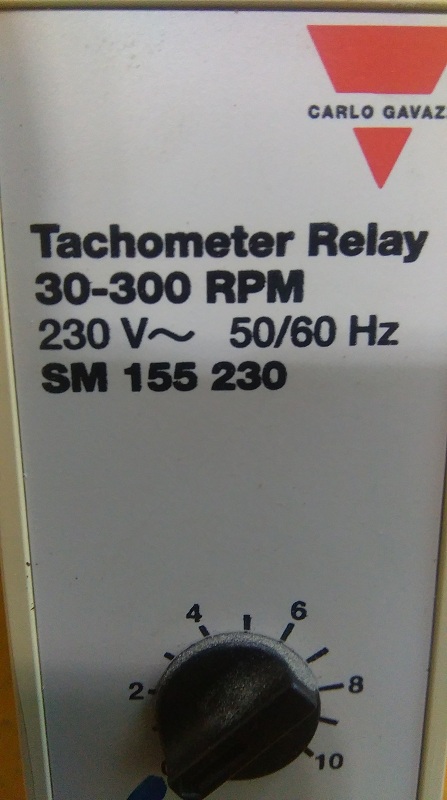 CARLO GAVAZ
Tachometer Relay
30-300 RPM
230 V~ 50/60 Hz
SM 155 230
4 6
2 8
10